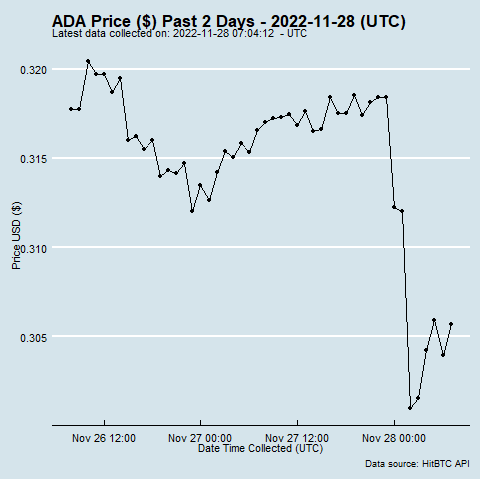 ADA Price ($) Past 2 Days - 2022-11-28 (UTC)
Latest data collected on: 2022-11-28 07:04:12 - UTC
Price USD ($)
0.320
0.315
0.310
0.305
Nov 26 12:00
Nov 27 00:00
Nov 27 12:00
Nov 28 00:00
Date Time Collected (UTC)
Data source: HitBTC API